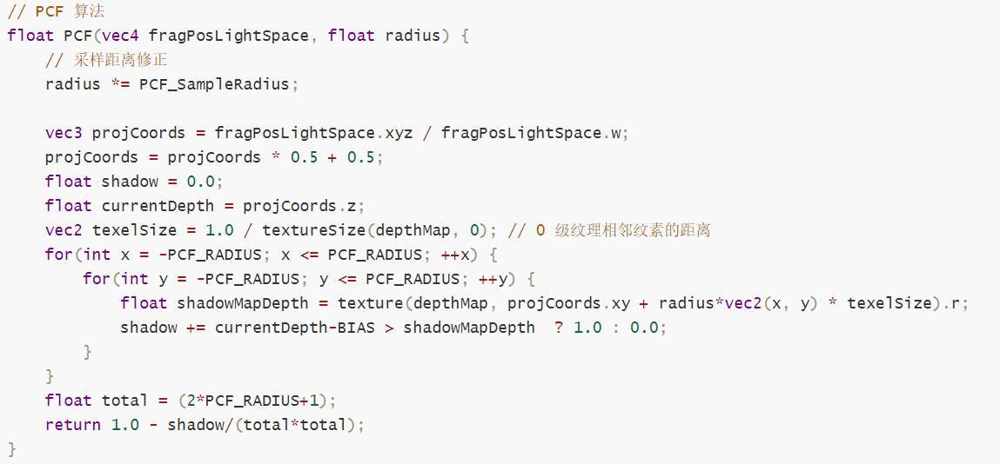 // PCF 算法
float PCF(vec4 fragPosLightSpace, float radius) {
    // 采样距离修正
    radius *= PCF_SampleRadius;

    vec3 projCoords = fragPosLightSpace.xyz / fragPosLightSpace.w;
    projCoords = projCoords * 0.5 + 0.5;
    float shadow = 0.0;
    float currentDepth = projCoords.z;
    vec2 texelSize = 1.0 / textureSize(depthMap, 0); // 0 级纹理相邻纹素的距离
    for(int x = -PCF_RADIUS; x <= PCF_RADIUS; ++x) {
        for(int y = -PCF_RADIUS; y <= PCF_RADIUS; ++y) {
            float shadowMapDepth = texture(depthMap, projCoords.xy + radius*vec2(x, y) * texelSize).r;
            shadow += currentDepth-BIAS > shadowMapDepth  ? 1.0 : 0.0;
        }
    }
    float total = (2*PCF_RADIUS+1);
    return 1.0 - shadow/(total*total);
}